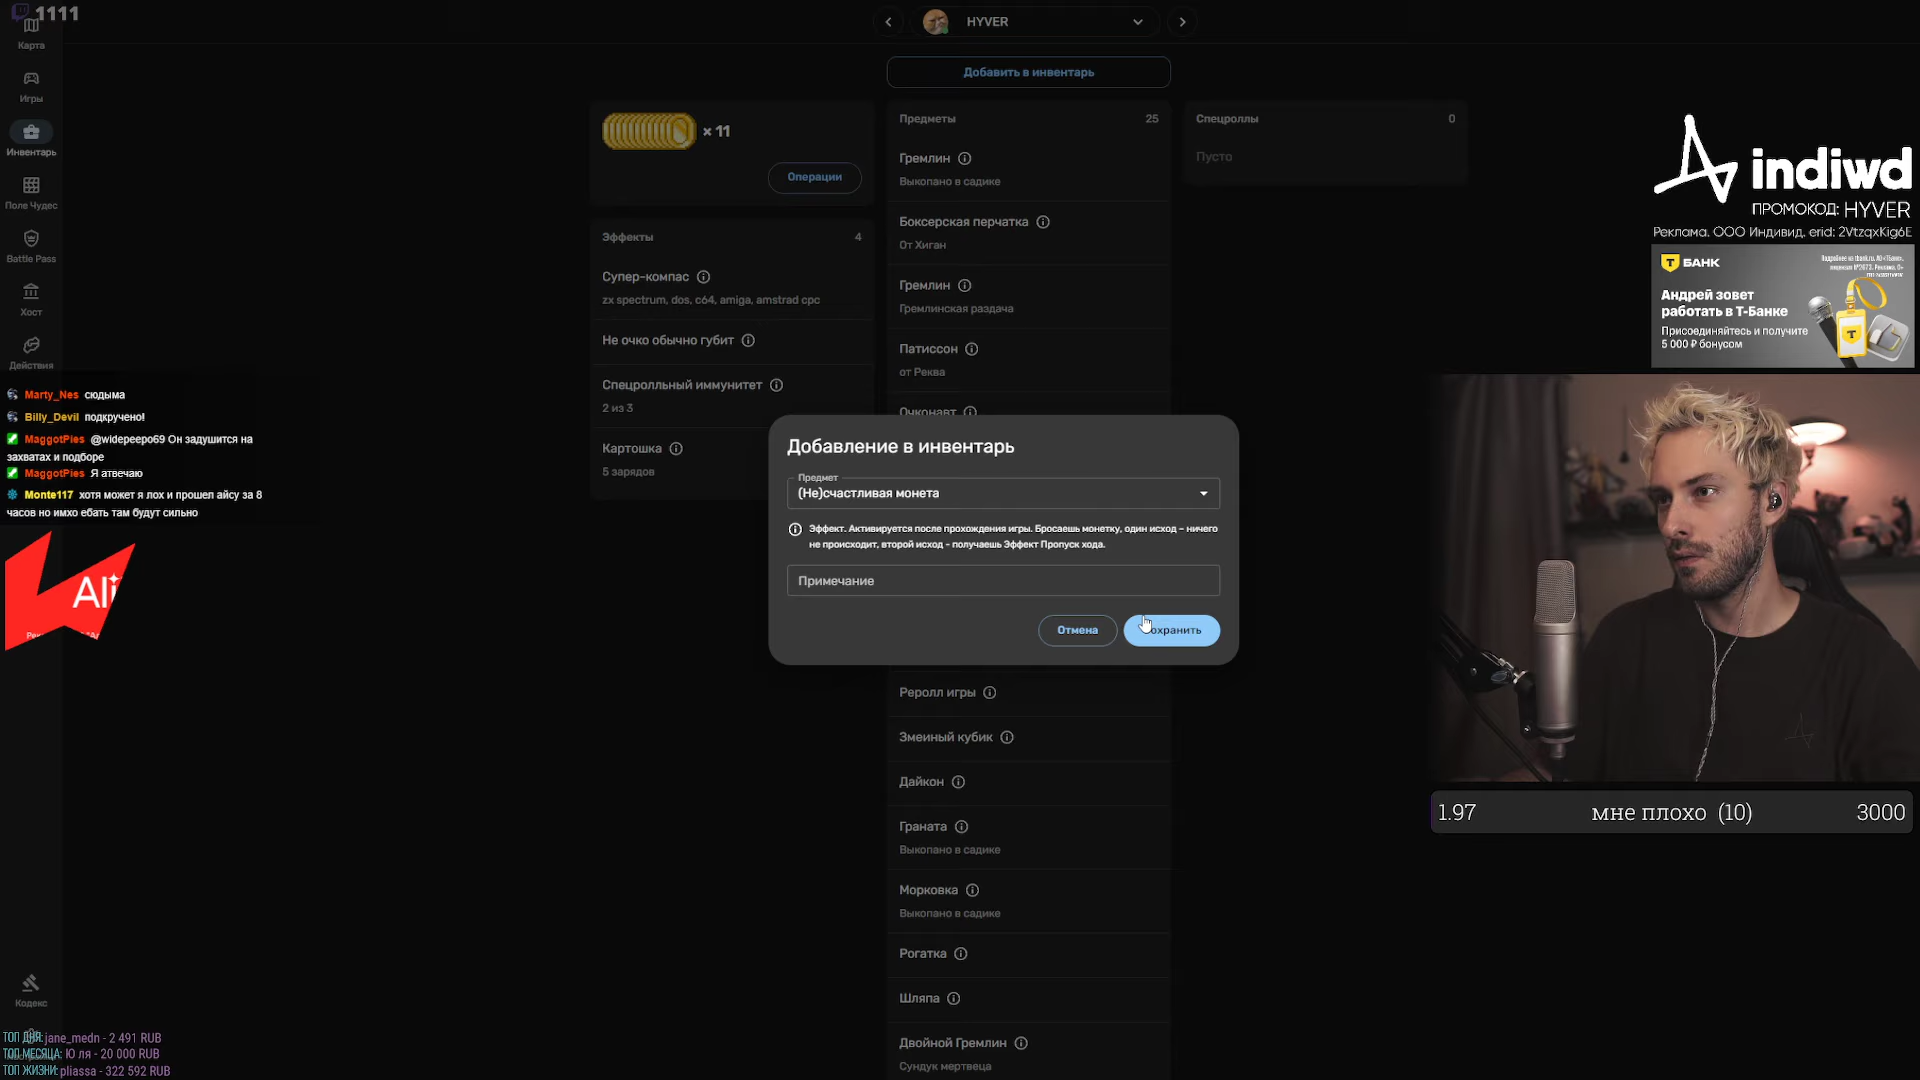 1111
Карта
Игры
Инвентарь
Поле Чудес
Battle Pass
Хост
Действия
Marty_Nes сюдыма
Billy_Devil подкручено!
MaggotPies @widepeepo69 Он задушится на
захватах и подборе
MaggotPies Я атвечаю
Monte117 хотя может я лох и прошел айсу за 8
часов но имхо ебать там будут сильно
Ali
Кодекс
ТОП ДНЯ: jane_medn - 2 491 RUB
ТОП МЕСЯЦА: Ю ля - 20 000 RUB
ТОП ЖИЗНИ: pliassa - 322 592 RUB
HYVER
Добавить в инвентарь
× 11
Операции
Эффекты 4
Супер-компас
zx spectrum, dos, c64, amiga, amstrad cpc
Не очко обычно губит
Спецролльный иммунитет
2 из 3
Картошка
5 зарядов
Предметы 25
Гремлин
Выкопано в садике
Боксерская перчатка
От Хиган
Гремлин
Гремлинская раздача
Патиссон
от Реква
Очконавт
Добавление в инвентарь
Предмет
(Не)счастливая монета
Эффект. Активируется после прохождения игры. Бросаешь монетку, один исход – ничего
не происходит, второй исход - получаешь Эффект Пропуск хода.
Примечание
Отмена
Сохранить
Реролл игры
Змеиный кубик
Дайкон
Граната
Выкопано в садике
Морковка
Выкопано в садике
Рогатка
Шляпа
Двойной Гремлин
Сундук мертвеца
Спецроллы 0
Пусто
indiwd
ПРОМОКОД: HYVER
Реклама. ООО Индивид. erid: 2VtzqxKig6E
Т БАНК
Андрей зовет
работать в Т-Банке
Присоединяйтесь и получите
5 000 ₽ бонусом
1.97 мне плохо (10) 3000